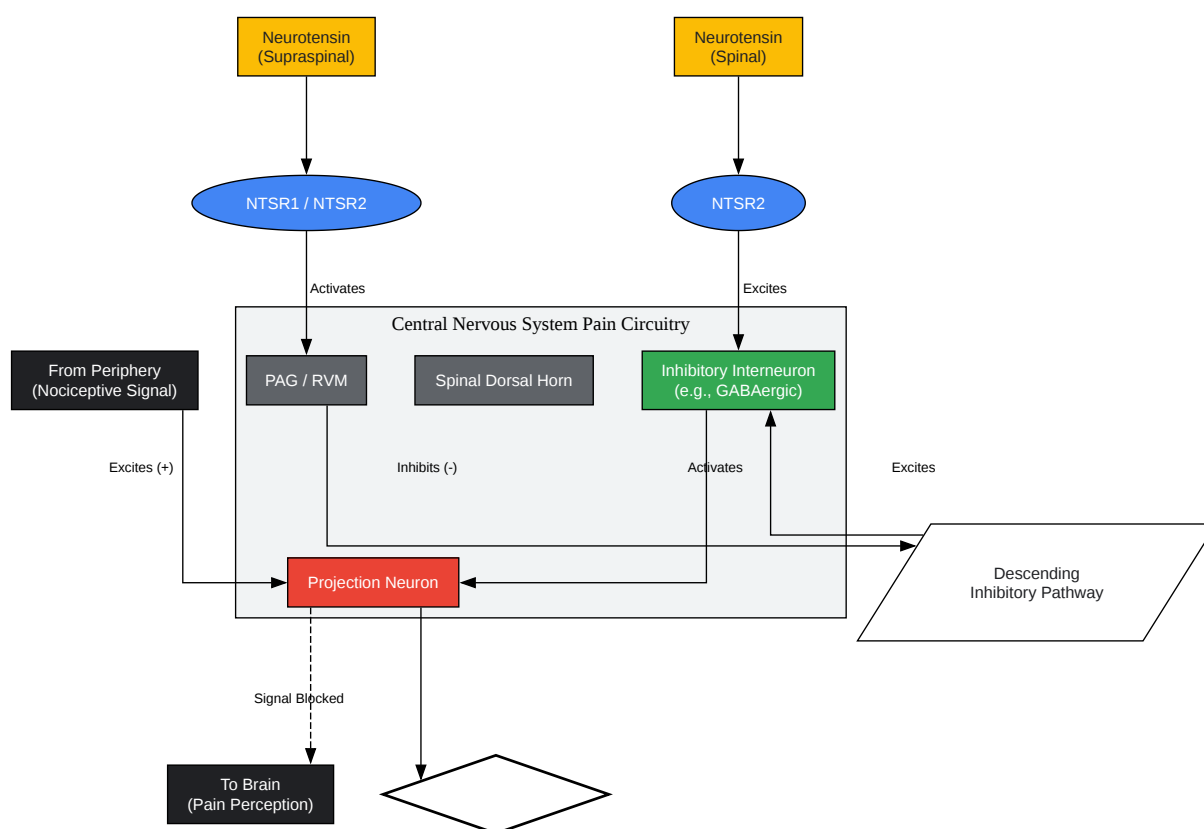 Neurotensin
(Supraspinal)
Neurotensin
(Spinal)
NTSR1 / NTSR2
NTSR2
Activates
Excites
Central Nervous System Pain Circuitry
From Periphery
(Nociceptive Signal)
PAG / RVM
Spinal Dorsal Horn
Inhibitory Interneuron
(e.g., GABAergic)
Excites (+)
Inhibits (-)
Activates
Excites
Projection Neuron
Descending
Inhibitory Pathway
Signal Blocked
To Brain
(Pain Perception)